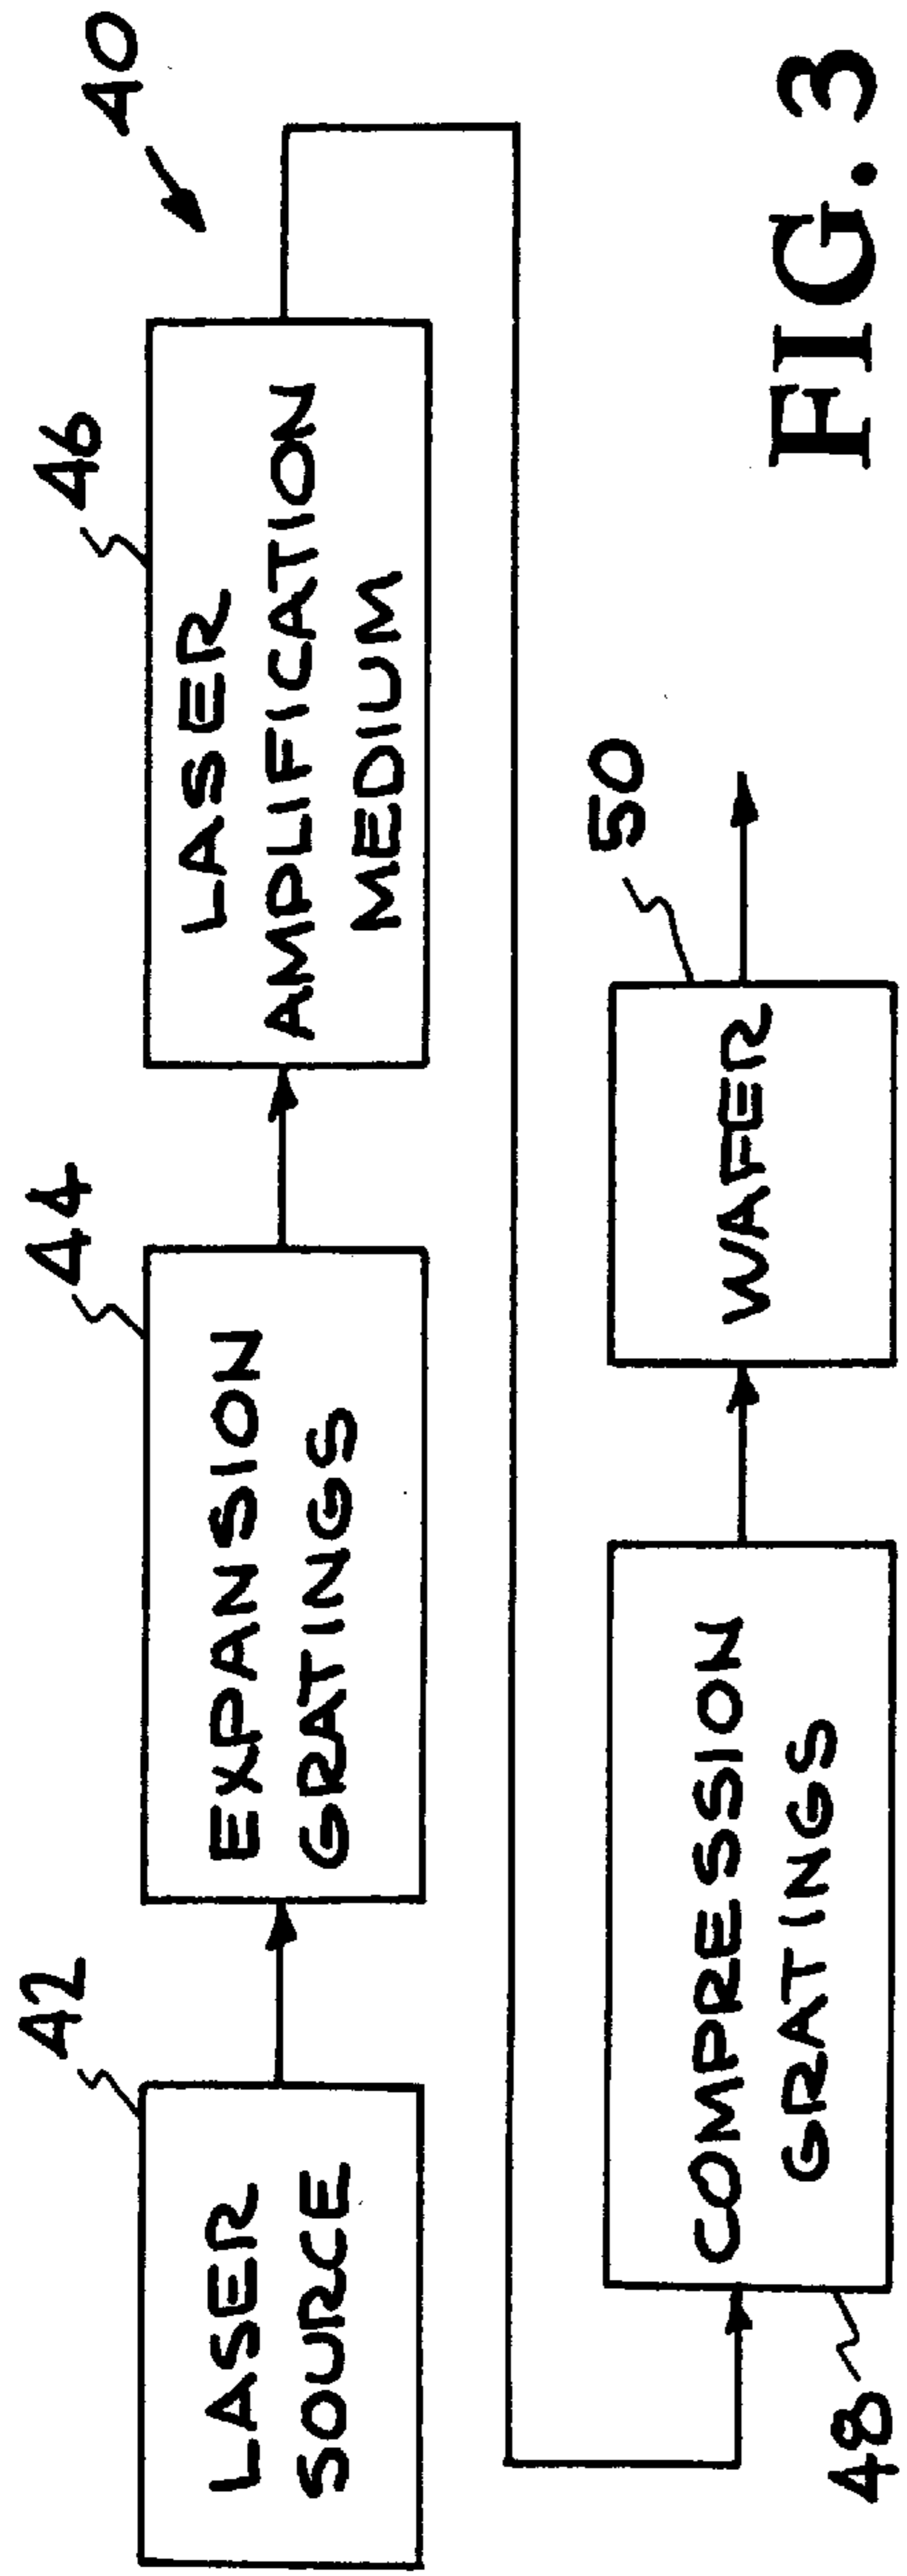 40
42
LASER
SOURCE
44
EXPANSION
GRATINGS
46
LASER
AMPLIFICATION
MEDIUM
48
COMPRESSION
GRATINGS
50
WAFER
FIG. 3